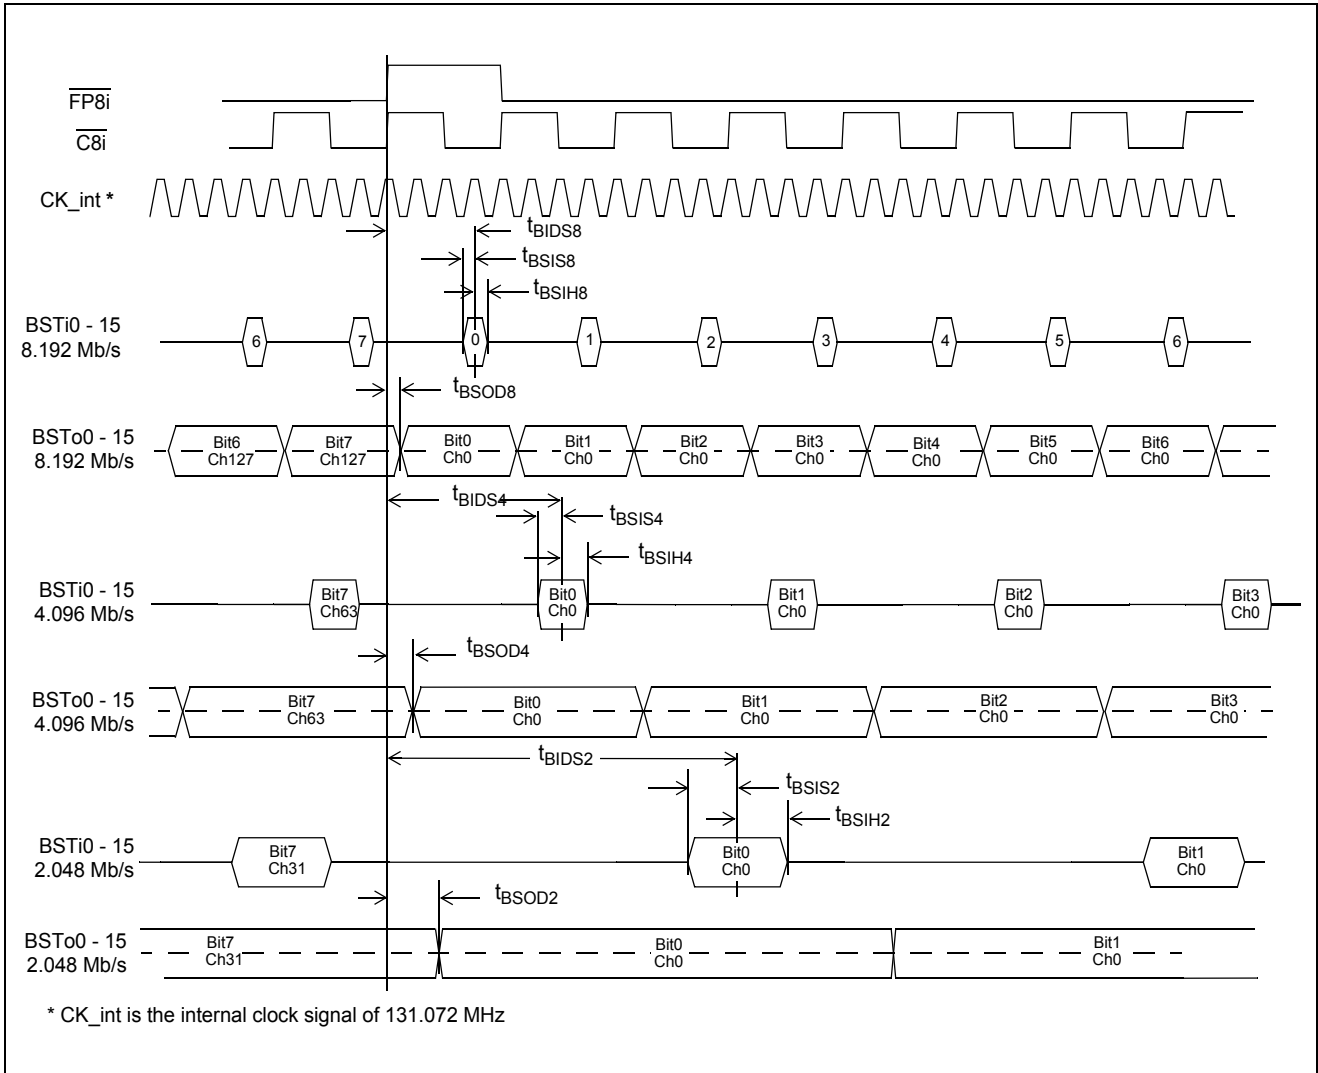 FP8i
C8i
CK_int *
tBIDS8
tBSIS8
tBSIH8
BSTi0 - 15
8.192 Mb/s
6 7 0 1 2 3 4 5 6
tBSOD8
BSTo0 - 15
8.192 Mb/s
Bit6 Bit7 Bit0 Bit1 Bit2 Bit3 Bit4 Bit5 Bit6
Ch127 Ch127 Ch0 Ch0 Ch0 Ch0 Ch0 Ch0 Ch0
tBIDS4
tBSIS4
tBSIH4
BSTi0 - 15
4.096 Mb/s
Bit7 Bit0 Bit1 Bit2 Bit3
Ch63 Ch0 Ch0 Ch0 Ch0
tBSOD4
BSTo0 - 15
4.096 Mb/s
Bit7 Bit0 Bit1 Bit2 Bit3
Ch63 Ch0 Ch0 Ch0 Ch0
tBIDS2
tBSIS2
tBSIH2
BSTi0 - 15
2.048 Mb/s
Bit7 Bit0 Bit1
Ch31 Ch0 Ch0
tBSOD2
BSTo0 - 15
2.048 Mb/s
Bit7 Bit0 Bit1
Ch31 Ch0 Ch0
* CK_int is the internal clock signal of 131.072 MHz